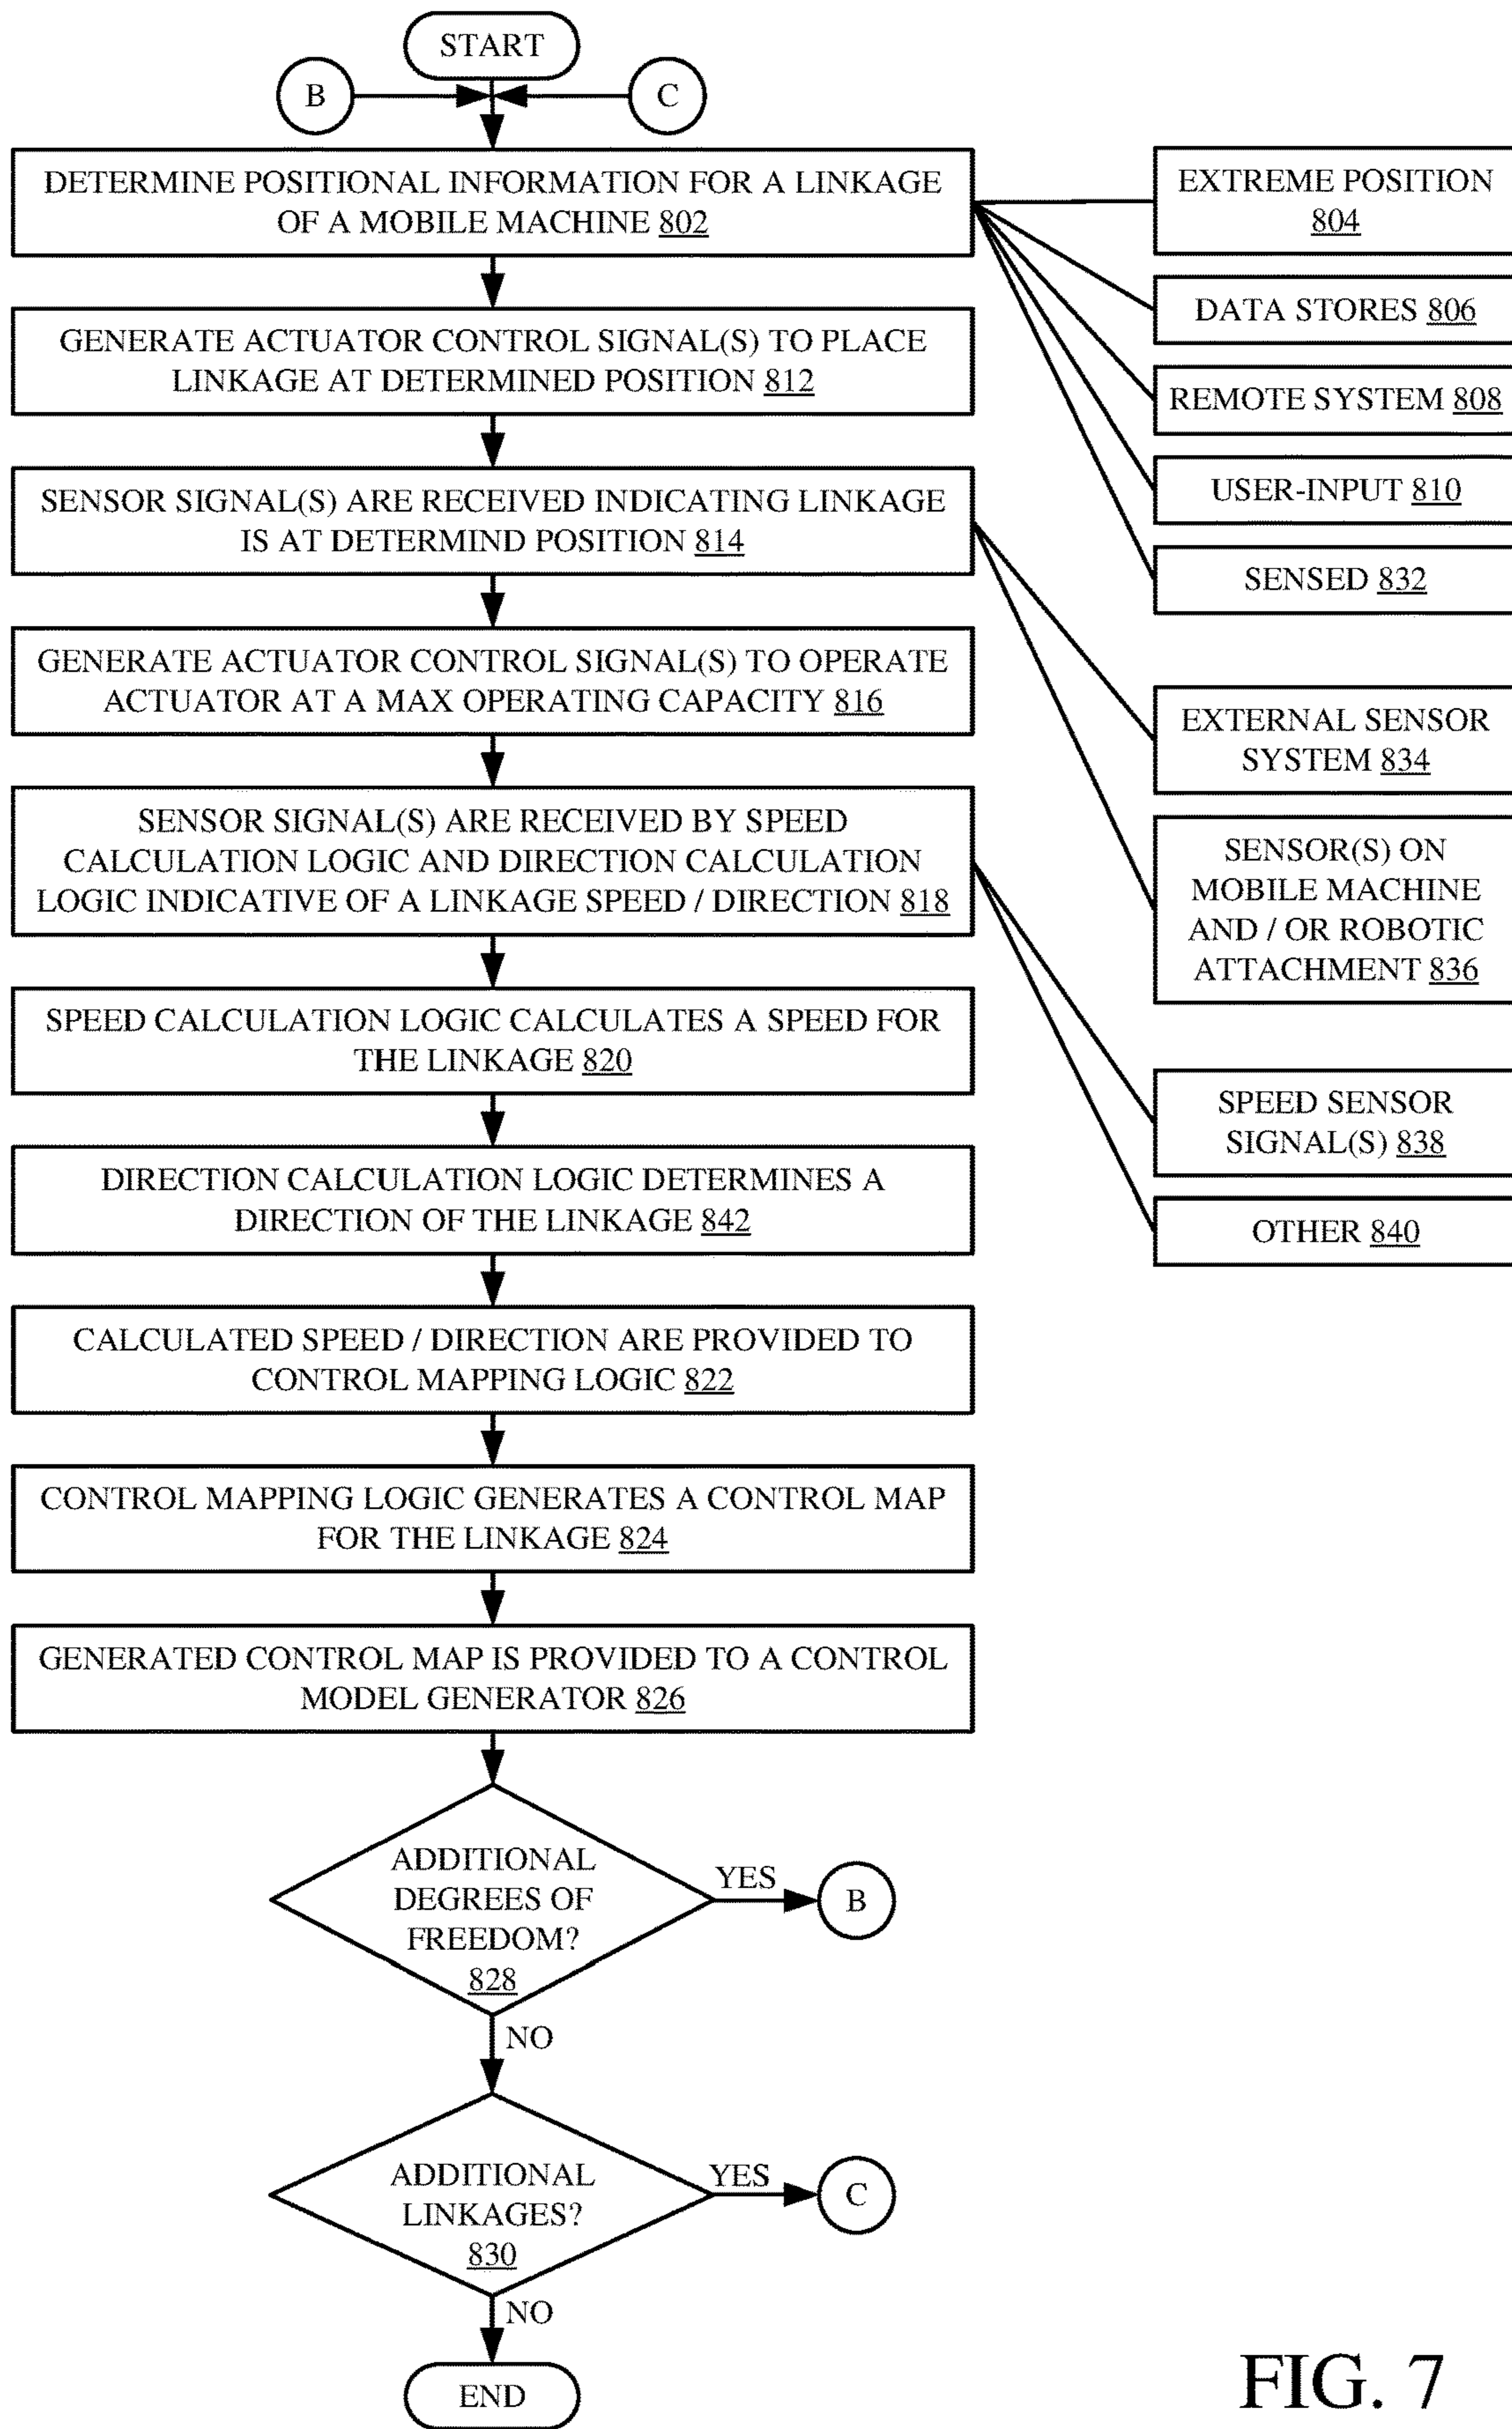 START
B
C
DETERMINE POSITIONAL INFORMATION FOR A LINKAGE
OF A MOBILE MACHINE 802
GENERATE ACTUATOR CONTROL SIGNAL(S) TO PLACE
LINKAGE AT DETERMINED POSITION 812
SENSOR SIGNAL(S) ARE RECEIVED INDICATING LINKAGE
IS AT DETERMIND POSITION 814
GENERATE ACTUATOR CONTROL SIGNAL(S) TO OPERATE
ACTUATOR AT A MAX OPERATING CAPACITY 816
SENSOR SIGNAL(S) ARE RECEIVED BY SPEED
CALCULATION LOGIC AND DIRECTION CALCULATION
LOGIC INDICATIVE OF A LINKAGE SPEED / DIRECTION 818
SPEED CALCULATION LOGIC CALCULATES A SPEED FOR
THE LINKAGE 820
DIRECTION CALCULATION LOGIC DETERMINES A
DIRECTION OF THE LINKAGE 842
CALCULATED SPEED / DIRECTION ARE PROVIDED TO
CONTROL MAPPING LOGIC 822
CONTROL MAPPING LOGIC GENERATES A CONTROL MAP
FOR THE LINKAGE 824
GENERATED CONTROL MAP IS PROVIDED TO A CONTROL
MODEL GENERATOR 826
ADDITIONAL
DEGREES OF
FREEDOM?
828
YES
B
NO
ADDITIONAL
LINKAGES?
830
YES
C
NO
END
EXTREME POSITION
804
DATA STORES 806
REMOTE SYSTEM 808
USER-INPUT 810
SENSED 832
EXTERNAL SENSOR
SYSTEM 834
SENSOR(S) ON
MOBILE MACHINE
AND / OR ROBOTIC
ATTACHMENT 836
SPEED SENSOR
SIGNAL(S) 838
OTHER 840
FIG. 7